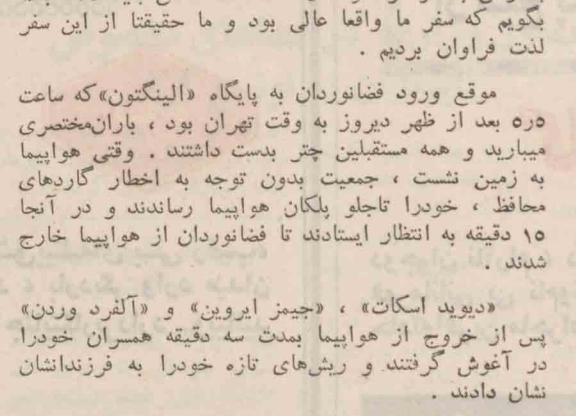 بگویم که سفر ما واقعا عالی بود و ما حقیقتا از این سفر
لذت فراوان بردیم .
موقع ورود فضانوردان به پایگاه «الینگتون»که ساعت
۵ر۵ بعد از ظهر دیروز به وقت تهران بود ، باران‌مختصری
میبارید و همه مستقبلین چتر بدست داشتند . وقتی هواپیما
به زمین نشست ، جمعیت بدون توجه به اخطار گاردهای
محافظ ، خودرا تاجلو پلکان هواپیما رساندند و در آنجا
۱۵ دقیقه به انتظار ایستادند تا فضانوردان از هواپیما خارج
شدند .
«دیوید اسکات» ، «جیمز ایروین» و «آلفرد وردن»
پس از خروج از هواپیما بمدت سه دقیقه همسران خودرا
در آغوش گرفتند و ریش‌های تازه خودرا به فرزندانشان
نشان دادند .